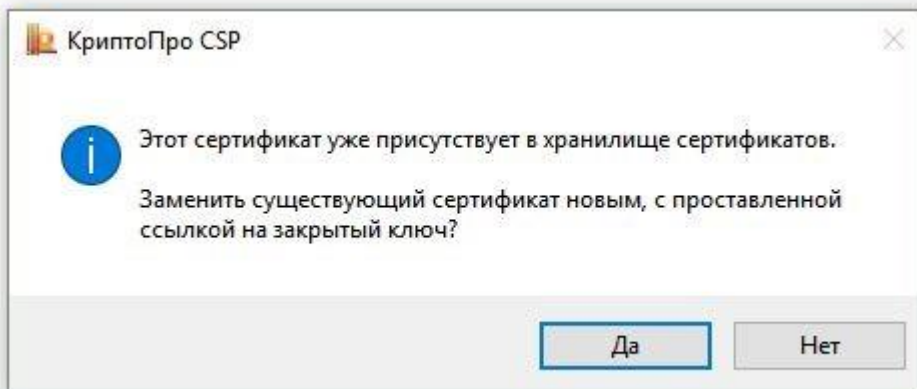 КриптоПро CSP
Этот сертификат уже присутствует в хранилище сертификатов.
Заменить существующий сертификат новым, с проставленной
ссылкой на закрытый ключ?
Да
Нет